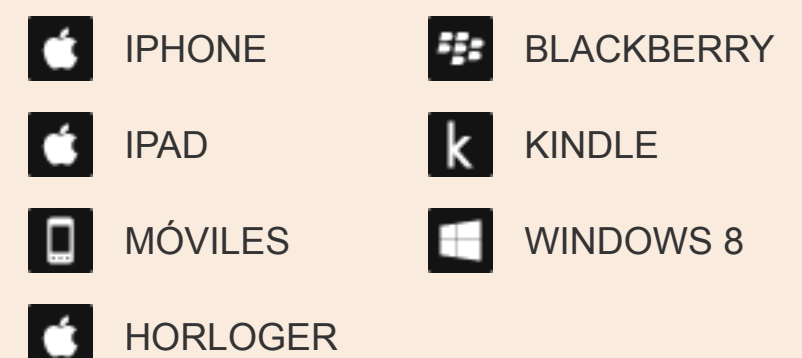 IPHONE
BLACKBERRY
IPAD
k KINDLE
MÓVILES
WINDOWS 8
HORLOGER